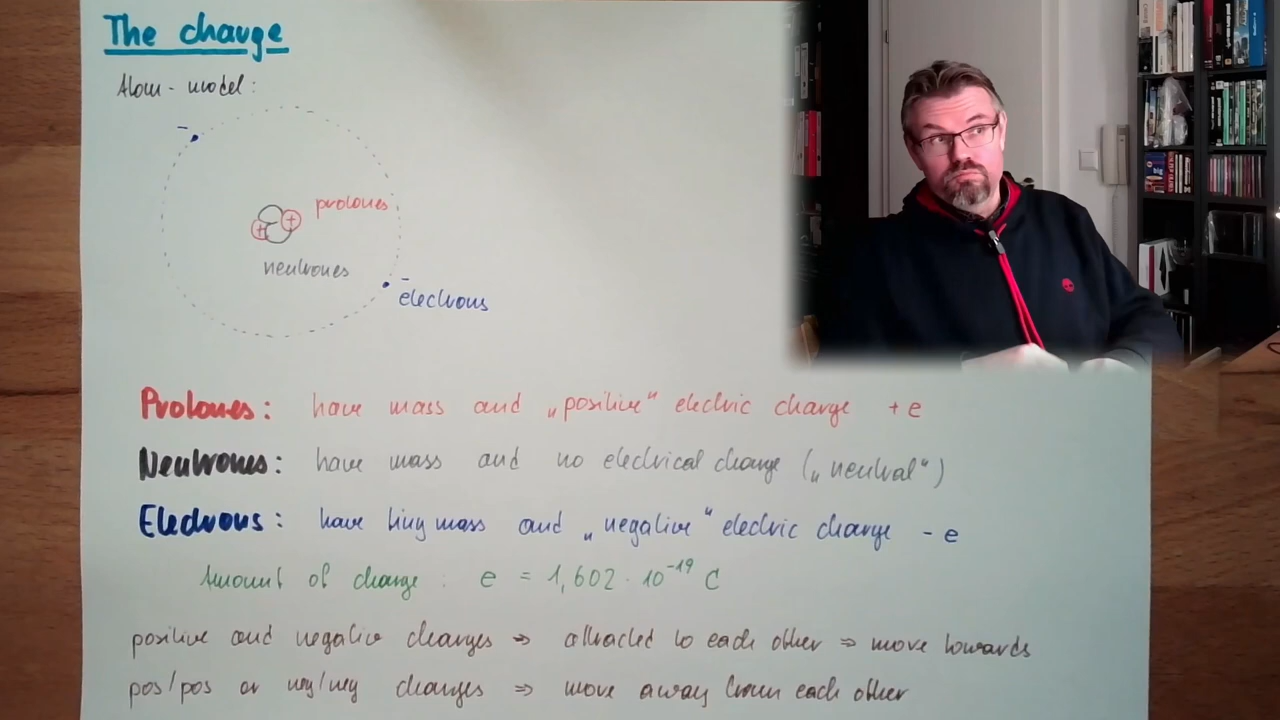 The charge
Atom - model:
-
+ + protones
neutrones
-
electrons
Protones: have mass and „positive“ electric charge + e
Neutrones: have mass and no electrical charge („neutral“)
Electrons: have tiny mass and „negative“ electric charge - e
Amount of charge: e = 1,602 · 10⁻¹⁹ C
positive and negative charges ⇒ attracted to each other ⇒ move towards
pos/pos or neg/neg charges ⇒ move away from each other
big